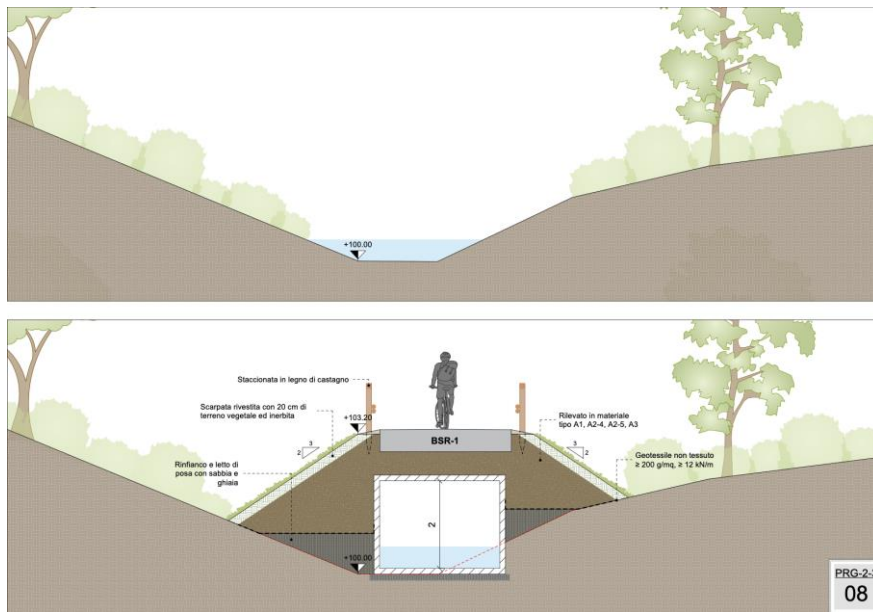 +100.00
Staccionata in legno di castagno
Scarpata rivestita con 20 cm di
terreno vegetale ed inerbita
+103.20
BSR-1
Rilevato in materiale
tipo A1, A2-4, A2-5, A3
3
2
3
2
Geotessile non tessuto
≥ 200 g/mq, ≥ 12 kN/m
Rinfianco e letto di
posa con sabbia e
ghiaia
2
+100.00
08